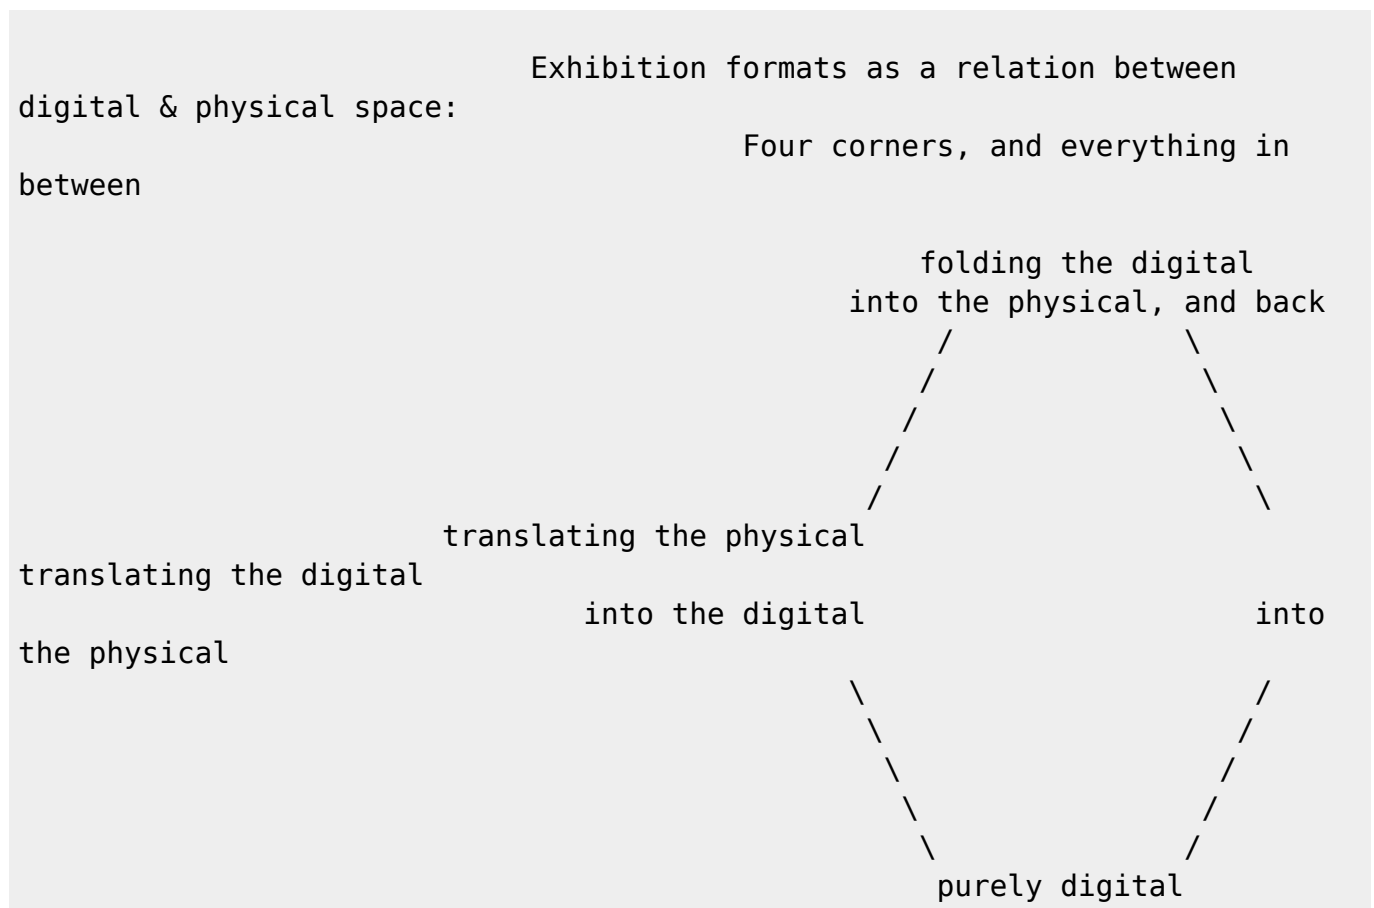 Exhibition formats as a relation between
digital & physical space:
Four corners, and everything in
between
folding the digital
into the physical, and back
/ \
/ \
/ \
/ \
/ \
translating the physical
translating the digital
into the digital into
the physical
\ /
\ /
\ /
\ /
\ /
purely digital